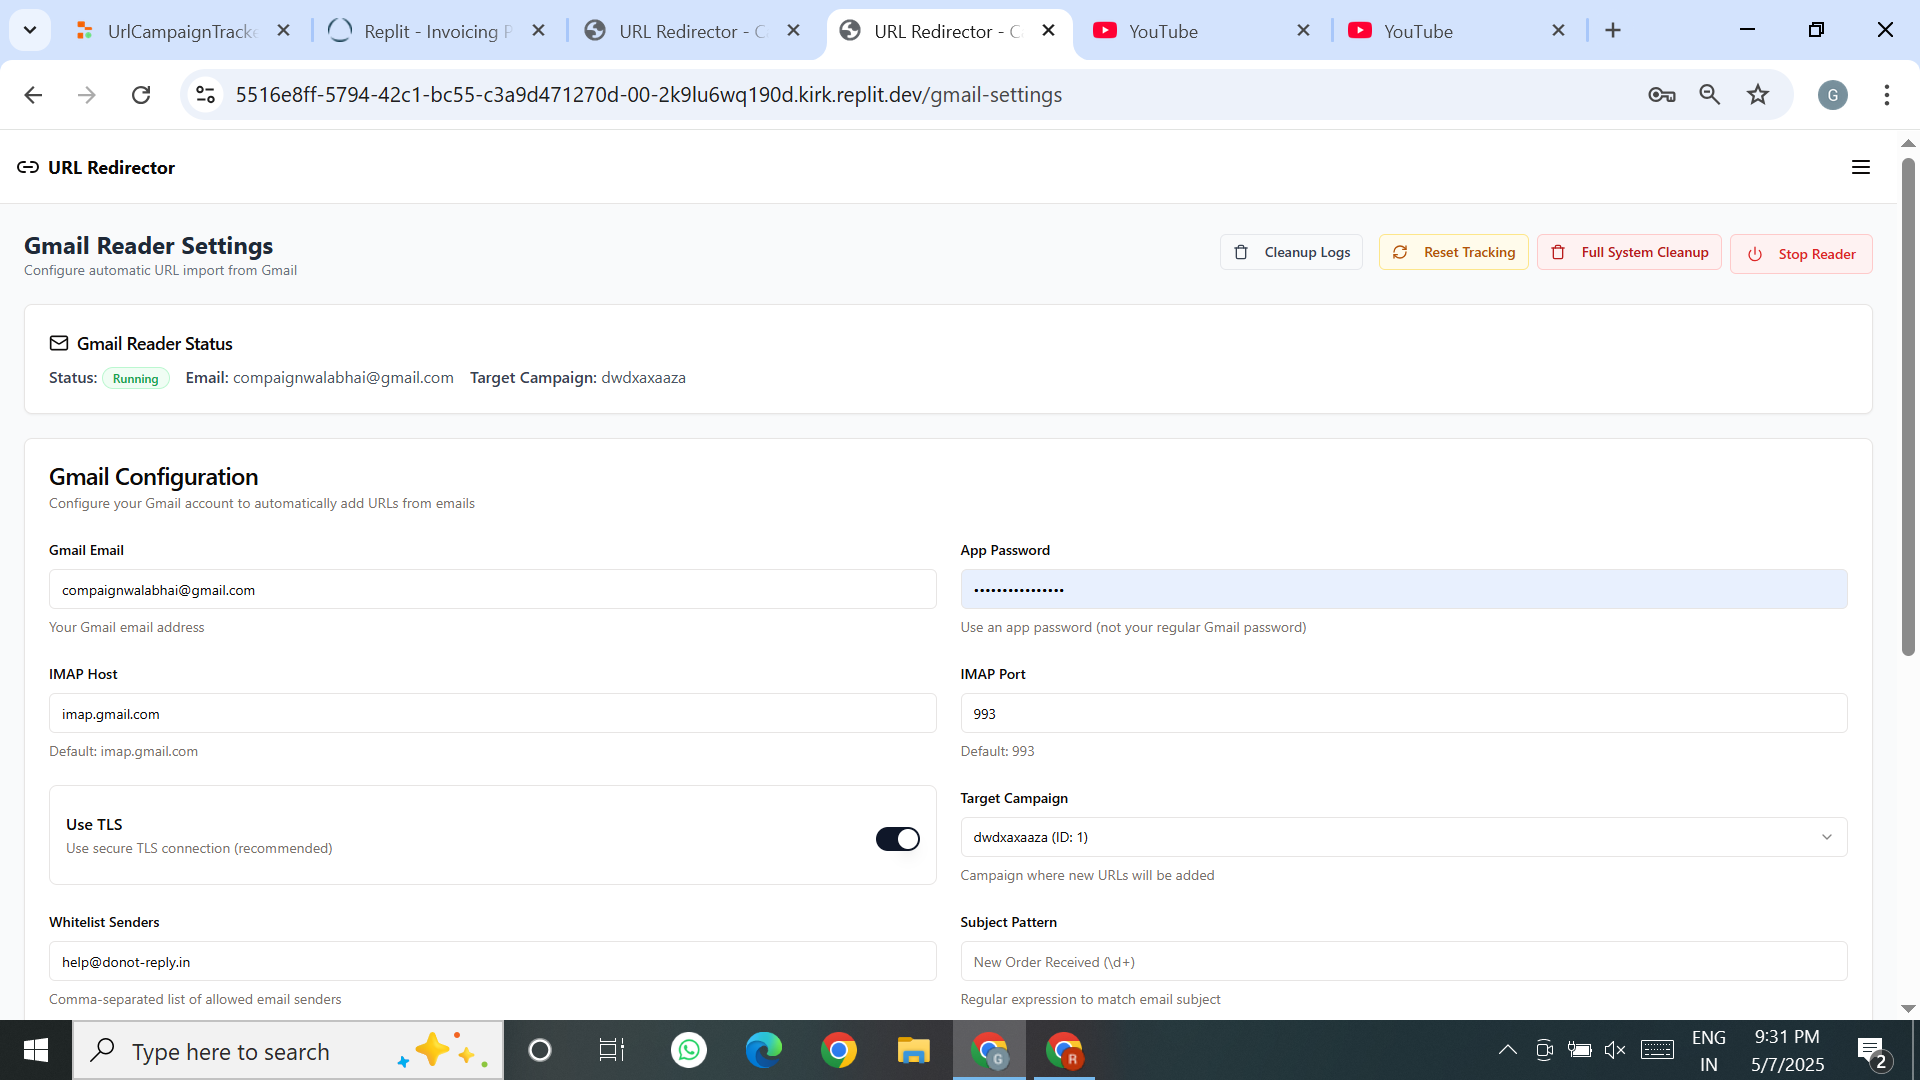 UrlCampaignTracke
Replit - Invoicing P
URL Redirector - C
URL Redirector - C
YouTube
YouTube
5516e8ff-5794-42c1-bc55-c3a9d471270d-00-2k9lu6wq190d.kirk.replit.dev/gmail-settings
G
URL Redirector
Gmail Reader Settings
Configure automatic URL import from Gmail
Cleanup Logs
Reset Tracking
Full System Cleanup
Stop Reader
Gmail Reader Status
Status: Running Email: compaignwalabhai@gmail.com Target Campaign: dwdxaxaaza
Gmail Configuration
Configure your Gmail account to automatically add URLs from emails
Gmail Email
compaignwalabhai@gmail.com
Your Gmail email address
App Password
••••••••••••••••
Use an app password (not your regular Gmail password)
IMAP Host
imap.gmail.com
Default: imap.gmail.com
IMAP Port
993
Default: 993
Use TLS
Use secure TLS connection (recommended)
Target Campaign
dwdxaxaaza (ID: 1)
Campaign where new URLs will be added
Whitelist Senders
help@donot-reply.in
Comma-separated list of allowed email senders
Subject Pattern
New Order Received (\d+)
Regular expression to match email subject
Type here to search
G
R
ENG
IN
9:31 PM
5/7/2025
2